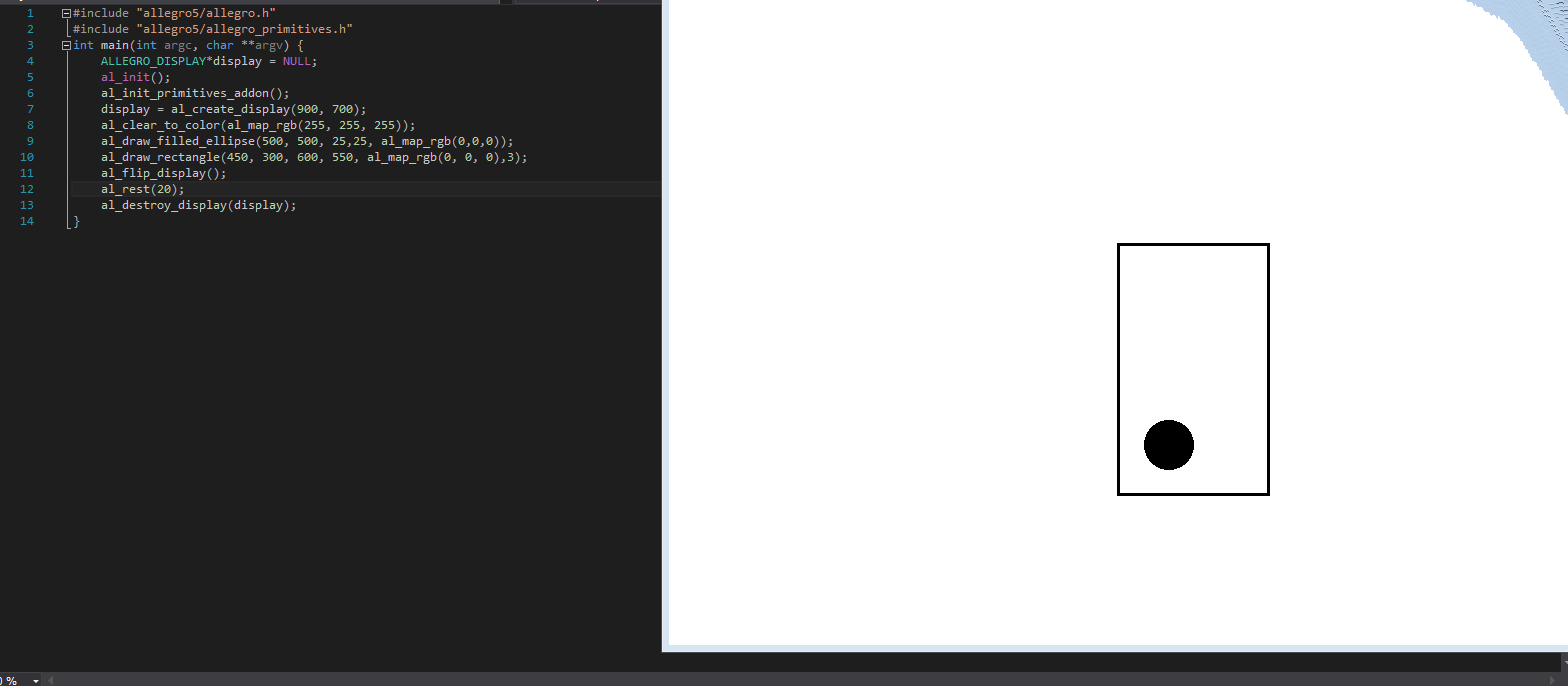 1 #include "allegro5/allegro.h"
2 #include "allegro5/allegro_primitives.h"
3 int main(int argc, char **argv) {
4 ALLEGRO_DISPLAY*display = NULL;
5 al_init();
6 al_init_primitives_addon();
7 display = al_create_display(900, 700);
8 al_clear_to_color(al_map_rgb(255, 255, 255));
9 al_draw_filled_ellipse(500, 500, 25,25, al_map_rgb(0,0,0));
10 al_draw_rectangle(450, 300, 600, 550, al_map_rgb(0, 0, 0),3);
11 al_flip_display();
12 al_rest(20);
13 al_destroy_display(display);
14 }
%